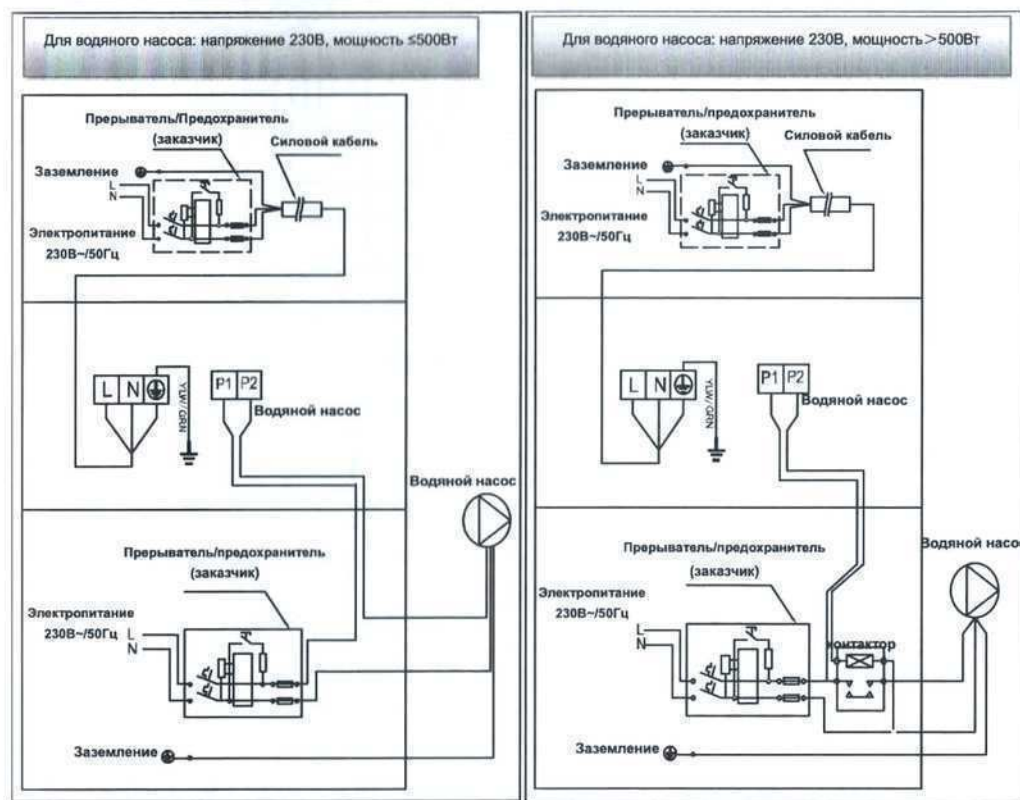 Для водяного насоса: напряжение 230В, мощность ≤500Вт
Прерыватель/Предохранитель
(заказчик)
Силовой кабель
Заземление
L
N
Электропитание
230В~/50Гц
L N
P1 P2
YLW/GRN
Водяной насос
Водяной насос
Прерыватель/предохранитель
(заказчик)
Электропитание
230В~/50Гц
L
N
Заземление
Для водяного насоса: напряжение 230В, мощность>500Вт
Прерыватель/предохранитель
(заказчик)
Силовой кабель
Заземление
L
N
Электропитание
230В~/50Гц
L N
P1 P2
YLW/GRN
Водяной насос
Водяной насос
Прерыватель/предохранитель
(заказчик)
Электропитание
230В~/50Гц
L
N
контактор
Заземление